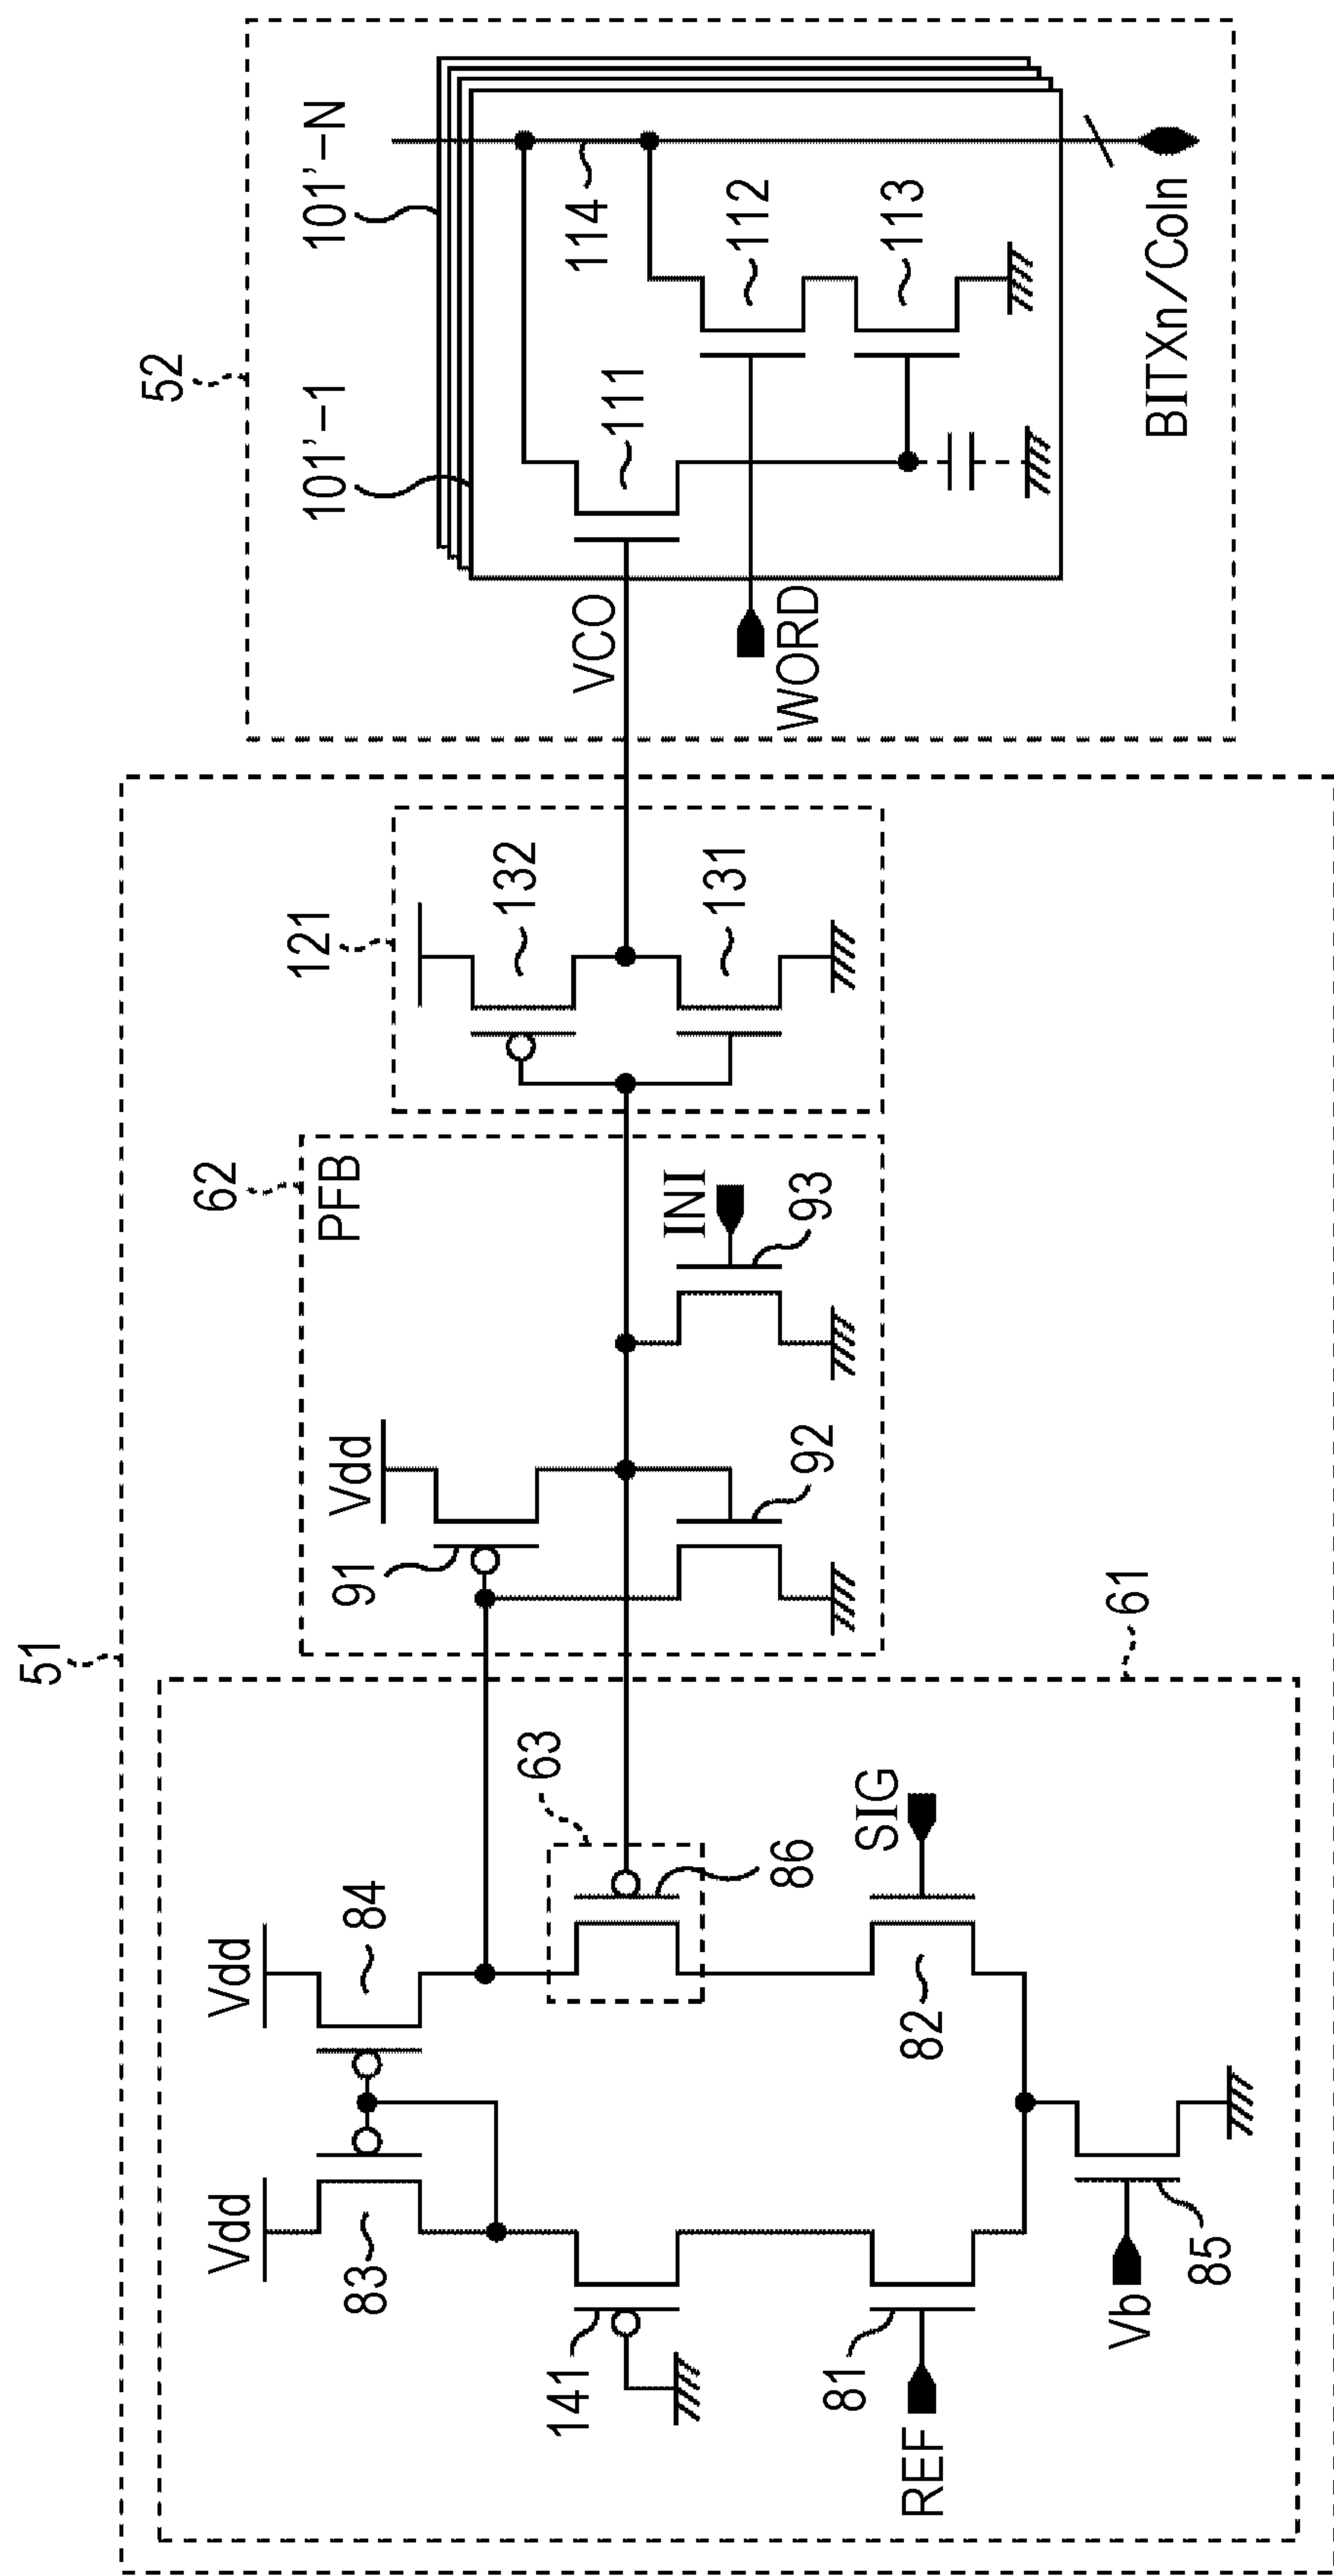 51
52
62
Vdd
Vdd
121
101'-1
101'-N
PFB
Vdd
91
83
84
132
63
114
141
VCO
111
INI
131
112
86
WORD
93
92
81
SIG
113
REF
82
Vb
61
BITXn/Coln
85